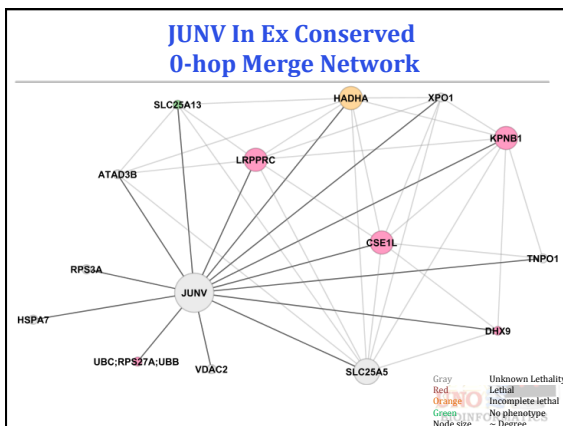 JUNV In Ex Conserved
0-hop Merge Network
SLC25A13
HADHA
XPO1
KPNB1
LRPPRC
ATAD3B
CSE1L
TNPO1
RPS3A
JUNV
HSPA7
DHX9
UBC;RPS27A;UBB
VDAC2
SLC25A5
Gray Unknown Lethality
Red Lethal
Orange Incomplete lethal
Green No phenotype
Node size ~ Degree
UNO
BIOINFORMATICS